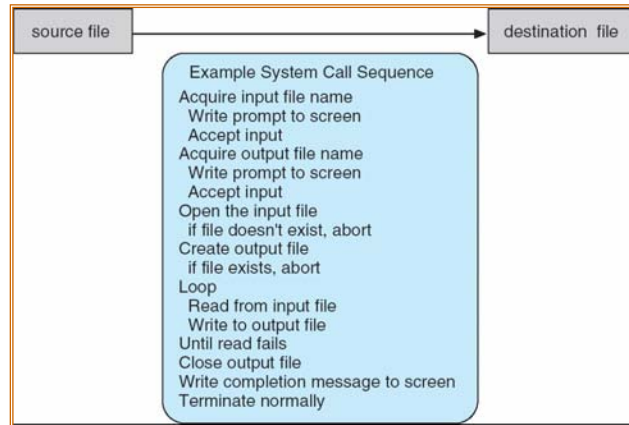 source file
destination file
Example System Call Sequence
Acquire input file name
Write prompt to screen
Accept input
Acquire output file name
Write prompt to screen
Accept input
Open the input file
if file doesn't exist, abort
Create output file
if file exists, abort
Loop
Read from input file
Write to output file
Until read fails
Close output file
Write completion message to screen
Terminate normally